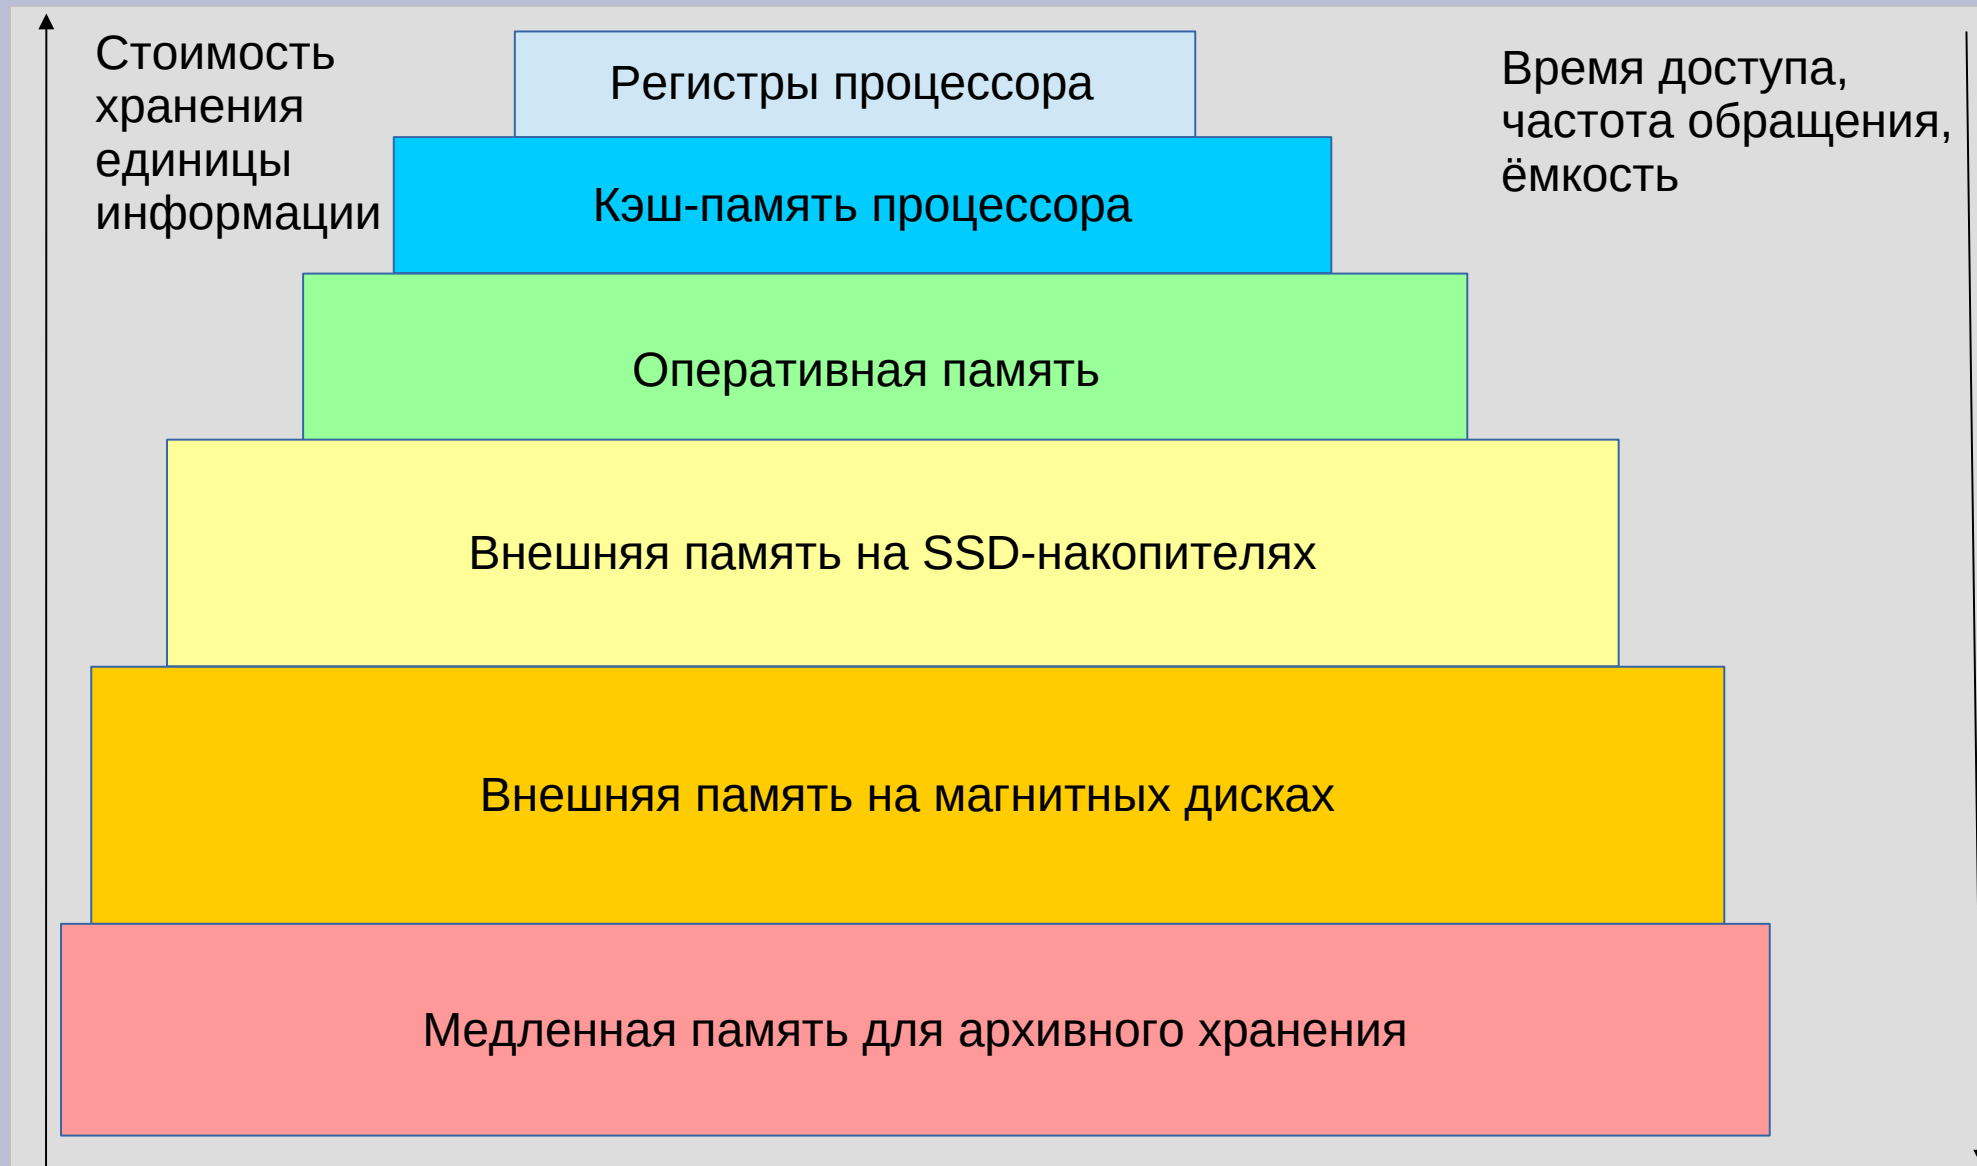 Стоимость
хранения
единицы
информации
Регистры процессора
Время доступа,
частота обращения,
ёмкость
Кэш-память процессора
Оперативная память
Внешняя память на SSD-накопителях
Внешняя память на магнитных дисках
Медленная память для архивного хранения